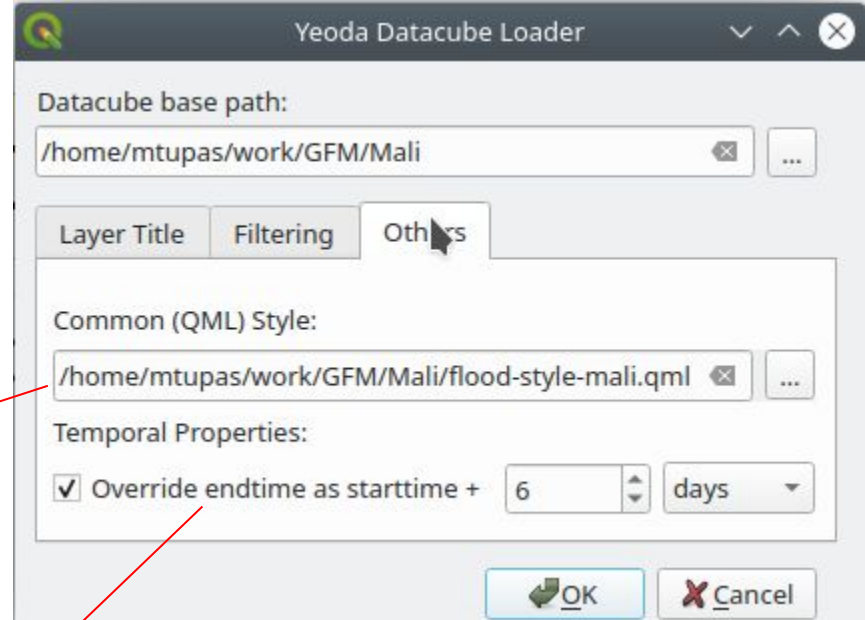 Yeoda Datacube Loader
Datacube base path:
/home/mtupas/work/GFM/Mali ...
Layer Title Filtering Others
Common (QML) Style:
/home/mtupas/work/GFM/Mali/flood-style-mali.qml ...
Temporal Properties:
Override endtime as starttime + 6 days
OK Cancel